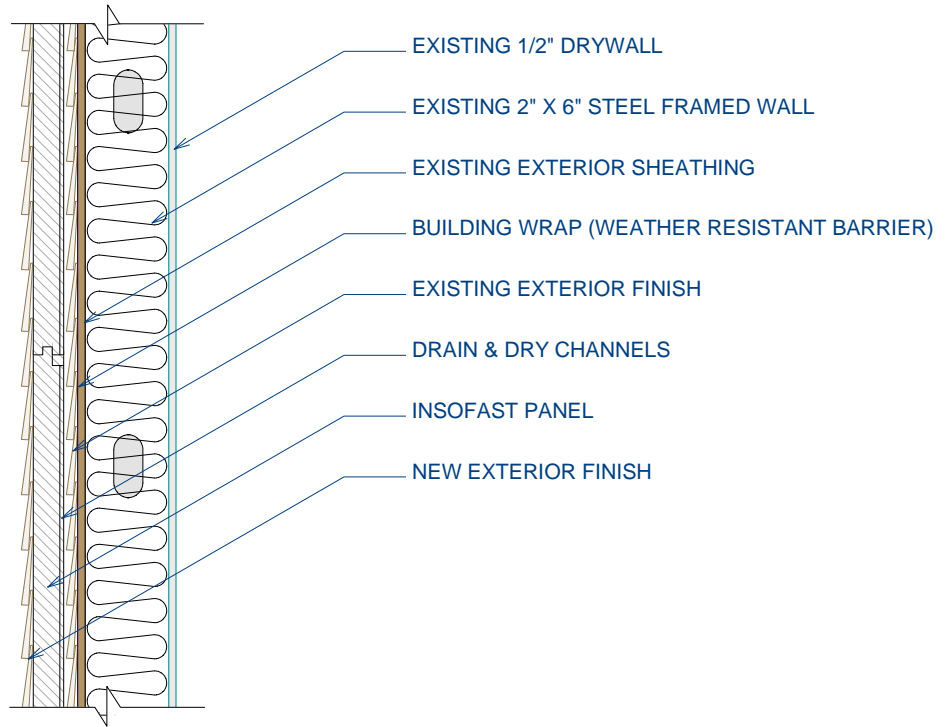 EXISTING 1/2" DRYWALL
EXISTING 2" X 6" STEEL FRAMED WALL
EXISTING EXTERIOR SHEATHING
BUILDING WRAP (WEATHER RESISTANT BARRIER)
EXISTING EXTERIOR FINISH
DRAIN & DRY CHANNELS
INSOFAST PANEL
NEW EXTERIOR FINISH